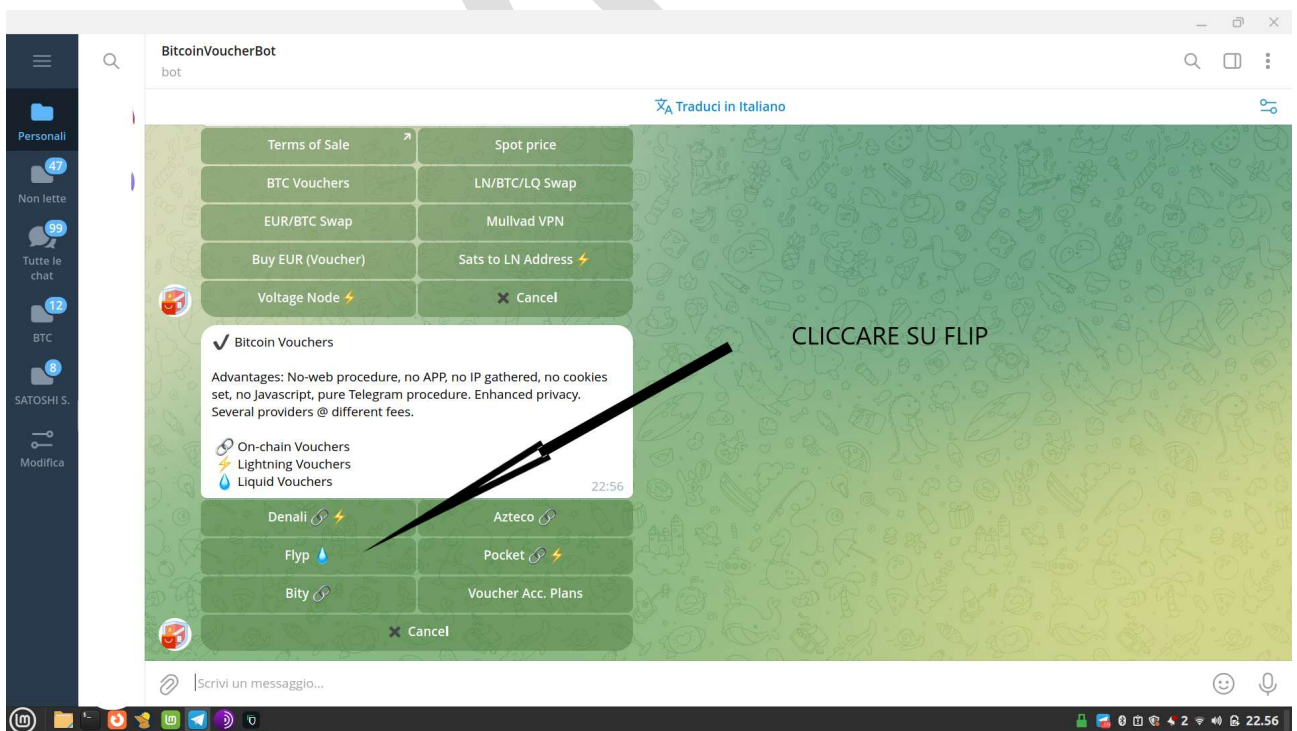 BitcoinVoucherBot
bot
Traduci in Italiano
Personali
47
Non lette
99
Tutte le
chat
12
BTC
8
SATOSHI S.
Modifica
Terms of Sale
Spot price
BTC Vouchers
LN/BTC/LQ Swap
EUR/BTC Swap
Mullvad VPN
Buy EUR (Voucher)
Sats to LN Address ⚡
Voltage Node ⚡
✖ Cancel
✔ Bitcoin Vouchers
Advantages: No-web procedure, no APP, no IP gathered, no cookies
set, no Javascript, pure Telegram procedure. Enhanced privacy.
Several providers @ different fees.
🔗 On-chain Vouchers
⚡ Lightning Vouchers
💧 Liquid Vouchers
22:56
Denali 🔗 ⚡
Azteco 🔗
Flyp 💧
Pocket 🔗 ⚡
Bity 🔗
Voucher Acc. Plans
✖ Cancel
CLICCARE SU FLIP
Scrivi un messaggio...
2
22.56